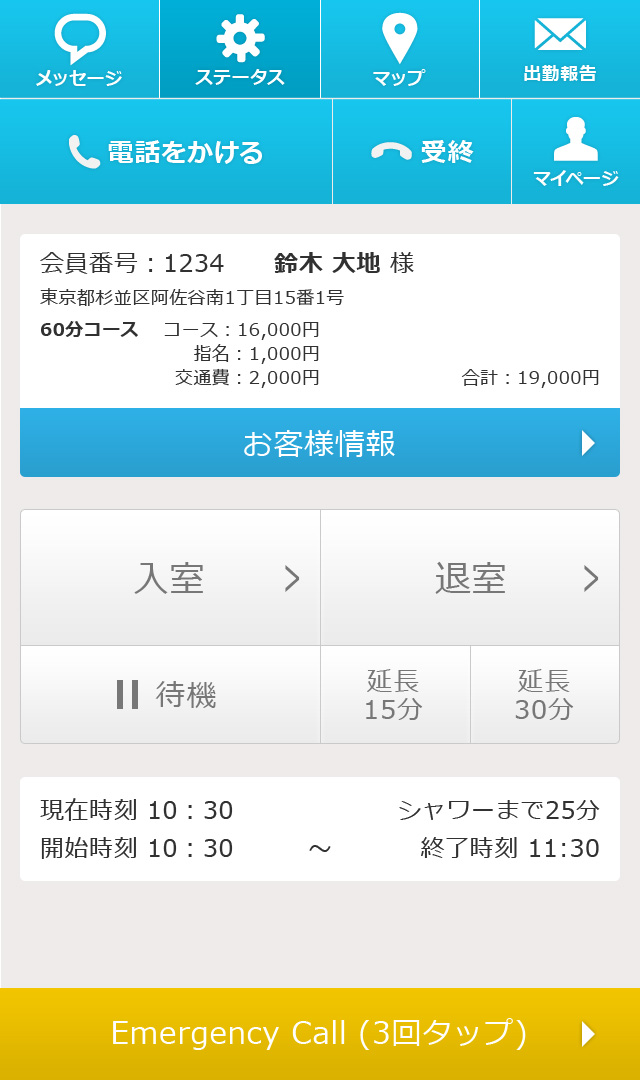 メッセージ
ステータス
マップ
出勤報告
電話をかける
受終
マイページ
会員番号：1234 鈴木 大地 様
東京都杉並区阿佐谷南1丁目15番1号
60分コース コース：16,000円
指名：1,000円
交通費：2,000円 合計：19,000円
お客様情報
入室
退室
待機
延長
15分
延長
30分
現在時刻 10：30 シャワーまで25分
開始時刻 10：30 ～ 終了時刻 11:30
Emergency Call (3回タップ)